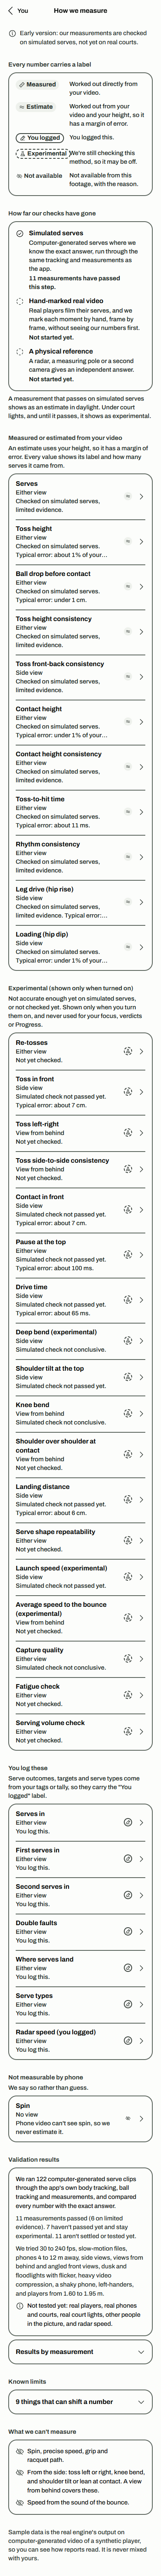 You
How we measure
Early version: our measurements are checked
on simulated serves, not yet on real courts.
Every number carries a label
Measured
Worked out directly from
your video.
Estimate
Worked out from your
video and your height, so it
has a margin of error.
You logged
You logged this.
Experimental
We're still checking this
method, so it may be off.
Not available
Not available from this
footage, with the reason.
How far our checks have gone
Simulated serves
Computer-generated serves where we
know the exact answer, run through the
same tracking and measurements as
the app.
11 measurements have passed
this step.
Hand-marked real video
Real players film their serves, and we
mark each moment by hand, frame by
frame, without seeing our numbers first.
Not started yet.
A physical reference
A radar, a measuring pole or a second
camera gives an independent answer.
Not started yet.
A measurement that passes on simulated serves
shows as an estimate in daylight. Under court
lights, and until it passes, it shows as experimental.
Measured or estimated from your video
An estimate uses your height, so it has a margin of
error. Every value shows its label and how many
serves it came from.
Serves
Either view
Checked on simulated serves,
limited evidence.
Toss height
Either view
Checked on simulated serves.
Typical error: about 1% of your...
Ball drop before contact
Either view
Checked on simulated serves.
Typical error: under 1 cm.
Toss height consistency
Either view
Checked on simulated serves,
limited evidence.
Toss front-back consistency
Side view
Checked on simulated serves,
limited evidence.
Contact height
Either view
Checked on simulated serves.
Typical error: under 1% of your...
Contact height consistency
Either view
Checked on simulated serves,
limited evidence.
Toss-to-hit time
Either view
Checked on simulated serves.
Typical error: about 11 ms.
Rhythm consistency
Either view
Checked on simulated serves,
limited evidence.
Leg drive (hip rise)
Side view
Checked on simulated serves,
limited evidence. Typical error:...
Loading (hip dip)
Side view
Checked on simulated serves.
Typical error: under 1% of your...
Experimental (shown only when turned on)
Not accurate enough yet on simulated serves,
or not checked yet. Shown only when you turn
them on, and never used for your focus, verdicts
or Progress.
Re-tosses
Either view
Not yet checked.
Toss in front
Side view
Simulated check not passed yet.
Typical error: about 7 cm.
Toss left-right
View from behind
Not yet checked.
Toss side-to-side consistency
View from behind
Not yet checked.
Contact in front
Side view
Simulated check not passed yet.
Typical error: about 7 cm.
Pause at the top
Either view
Simulated check not passed yet.
Typical error: about 100 ms.
Drive time
Side view
Simulated check not passed yet.
Typical error: about 65 ms.
Deep bend (experimental)
Side view
Simulated check not conclusive.
Shoulder tilt at the top
Side view
Simulated check not passed yet.
Knee bend
View from behind
Simulated check not conclusive.
Shoulder over shoulder at
contact
View from behind
Not yet checked.
Landing distance
Side view
Simulated check not passed yet.
Typical error: about 6 cm.
Serve shape repeatability
Either view
Not yet checked.
Launch speed (experimental)
Side view
Simulated check not passed yet.
Average speed to the bounce
(experimental)
View from behind
Not yet checked.
Capture quality
Either view
Simulated check not conclusive.
Fatigue check
Either view
Not yet checked.
Serving volume check
Either view
Not yet checked.
You log these
Serve outcomes, targets and serve types come
from your tags or tally, so they carry the "You
logged" label.
Serves in
Either view
You log this.
First serves in
Either view
You log this.
Second serves in
Either view
You log this.
Double faults
Either view
You log this.
Where serves land
Either view
You log this.
Serve types
Either view
You log this.
Radar speed (you logged)
Either view
You log this.
Not measurable by phone
We say so rather than guess.
Spin
No view
Phone video can't see spin, so we
never estimate it.
Validation results
We ran 122 computer-generated serve clips
through the app's own body tracking, ball
tracking and measurements, and compared
every number with the exact answer.
11 measurements passed (6 on limited
evidence). 7 haven't passed yet and stay
experimental. 11 aren't settled or tested yet.
We tried 30 to 240 fps, slow-motion files,
phones 4 to 12 m away, side views, views from
behind and angled front views, dusk and
floodlights with flicker, heavy video
compression, a shaky phone, left-handers,
and players from 1.60 to 1.95 m.
Not tested yet: real players, real phones
and courts, real court lights, other people
in the picture, and radar speed.
Results by measurement
Known limits
9 things that can shift a number
What we can't measure
Spin, precise speed, grip and
racquet path.
From the side: toss left or right, knee bend,
and shoulder tilt or lean at contact. A view
from behind covers these.
Speed from the sound of the bounce.
Sample data is the real engine's output on
computer-generated video of a synthetic player,
so you can see how reports read. It is never mixed
with yours.